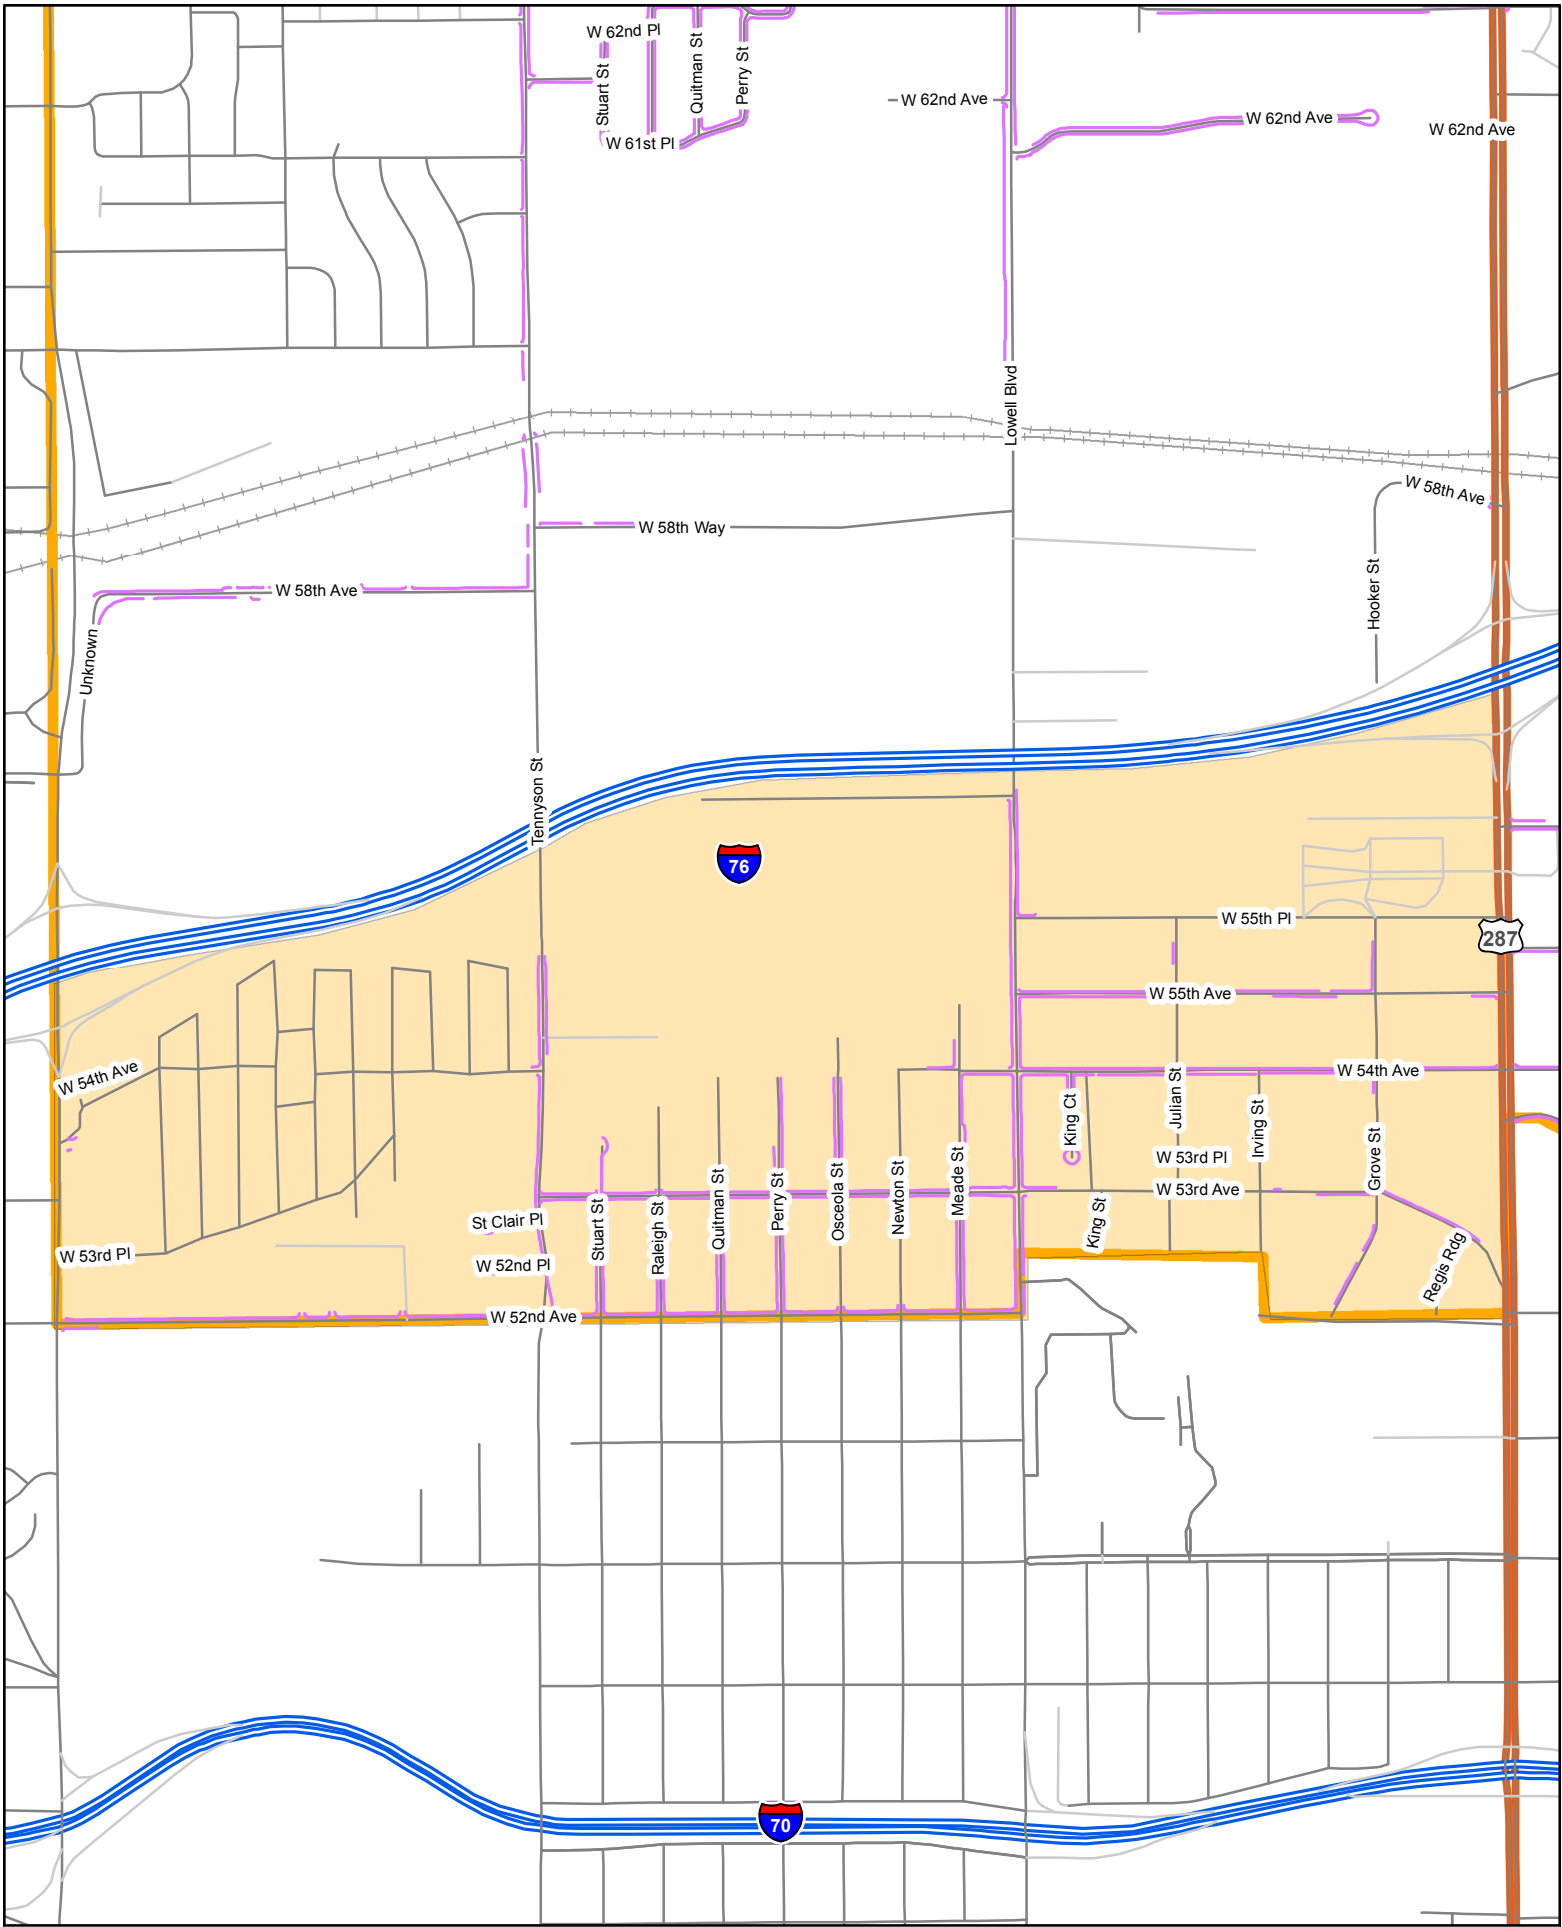 W 62nd Pl
Stuart St
Quitman St
Perry St
W 61st Pl
W 62nd Ave
W 62nd Ave
W 62nd Ave
Lowell Blvd
W 58th Ave
W 58th Way
W 58th Ave
Hooker St
Unknown
Tennyson St
76
W 55th Pl
287
W 55th Ave
W 54th Ave
W 54th Ave
King Ct
Julian St
Irving St
W 53rd Pl
Grove St
W 53rd Ave
Meade St
Newton St
Osceola St
Perry St
Quitman St
Raleigh St
Stuart St
St Clair Pl
King St
W 53rd Pl
W 52nd Pl
Regis Rdg
W 52nd Ave
70